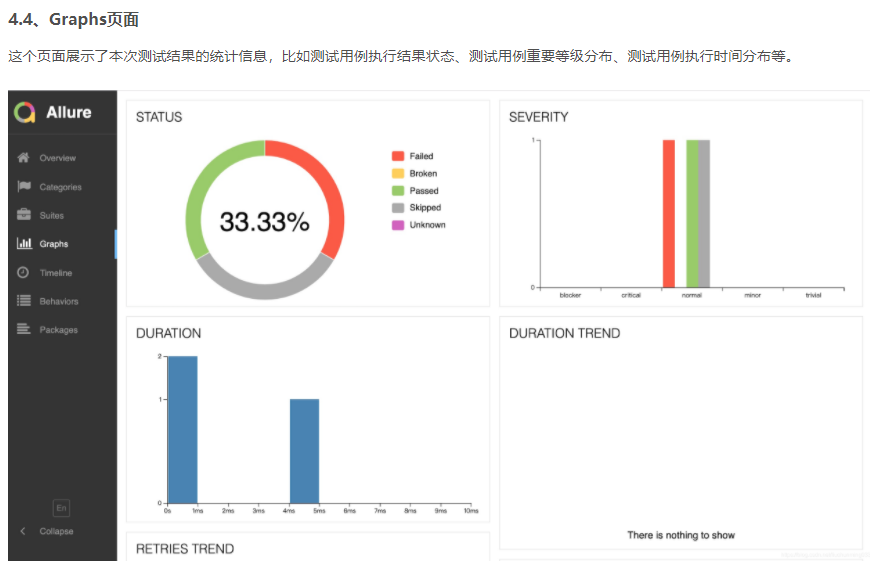 4.4、Graphs页面
这个页面展示了本次测试结果的统计信息，比如测试用例执行结果状态、测试用例重要等级分布、测试用例执行时间分布等。
Allure
Overview
Categories
Suites
Graphs
Timeline
Behaviors
Packages
En
Collapse
STATUS
33.33%
Failed
Broken
Passed
Skipped
Unknown
SEVERITY
1
0
blocker critical normal minor trivial
DURATION
2
1
0
0s 1ms 2ms 3ms 4ms 5ms 6ms 7ms 8ms 9ms 10ms
DURATION TREND
There is nothing to show
RETRIES TREND